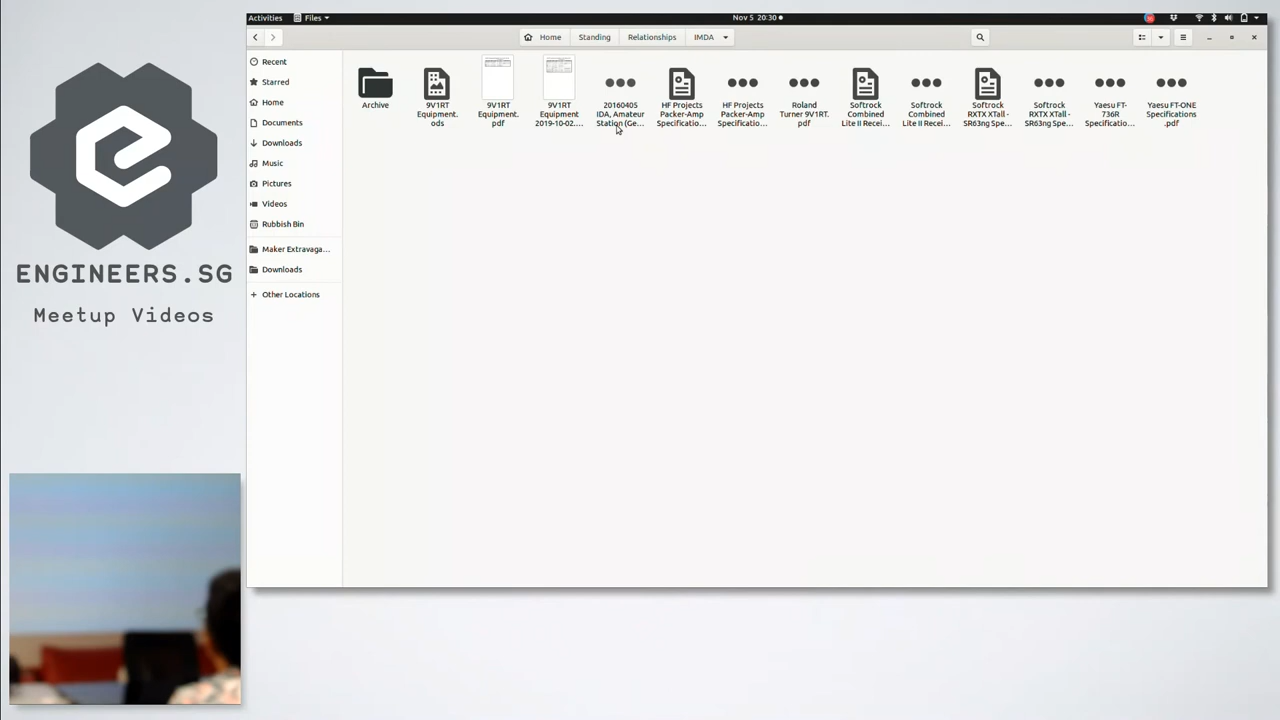 Activities
Files
Nov 5 20:30
Home
Standing
Relationships
IMDA
Recent
Starred
Home
Documents
Downloads
Music
Pictures
Videos
Rubbish Bin
Maker Extravaga...
Downloads
Other Locations
Archive
9V1RT
Equipment.
ods
9V1RT
Equipment.
pdf
9V1RT
Equipment
2019-10-02....
20160405
IDA, Amateur
Station (Ge...
HF Projects
Packer-Amp
Specificatio...
HF Projects
Packer-Amp
Specificatio...
Roland
Turner 9V1RT.
pdf
Softrock
Combined
Lite II Recei...
Softrock
Combined
Lite II Recei...
Softrock
RXTX XTall -
SR63ng Spe...
Softrock
RXTX XTall -
SR63ng Spe...
Yaesu FT-
736R
Specificatio...
Yaesu FT-ONE
Specifications
.pdf
ENGINEERS.SG
Meetup Videos